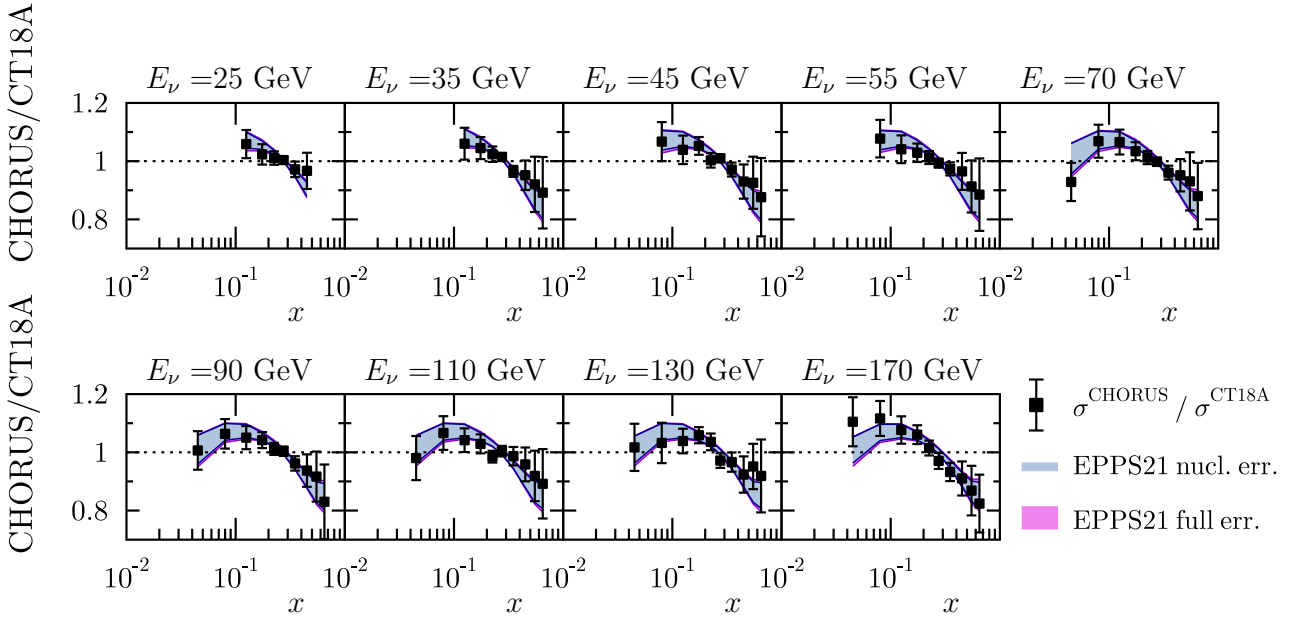 CHORUS/CT18A
E_ν =25 GeV E_ν =35 GeV E_ν =45 GeV E_ν =55 GeV E_ν =70 GeV
1.2
1
0.8
10^-2 10^-1 10^-2 10^-1 10^-2 10^-1 10^-2 10^-1 10^-2 10^-1
x x x x x
CHORUS/CT18A
E_ν =90 GeV E_ν =110 GeV E_ν =130 GeV E_ν =170 GeV
1.2
1
0.8
10^-2 10^-1 10^-2 10^-1 10^-2 10^-1 10^-2 10^-1
x x x x
σ^CHORUS / σ^CT18A
EPPS21 nucl. err.
EPPS21 full err.